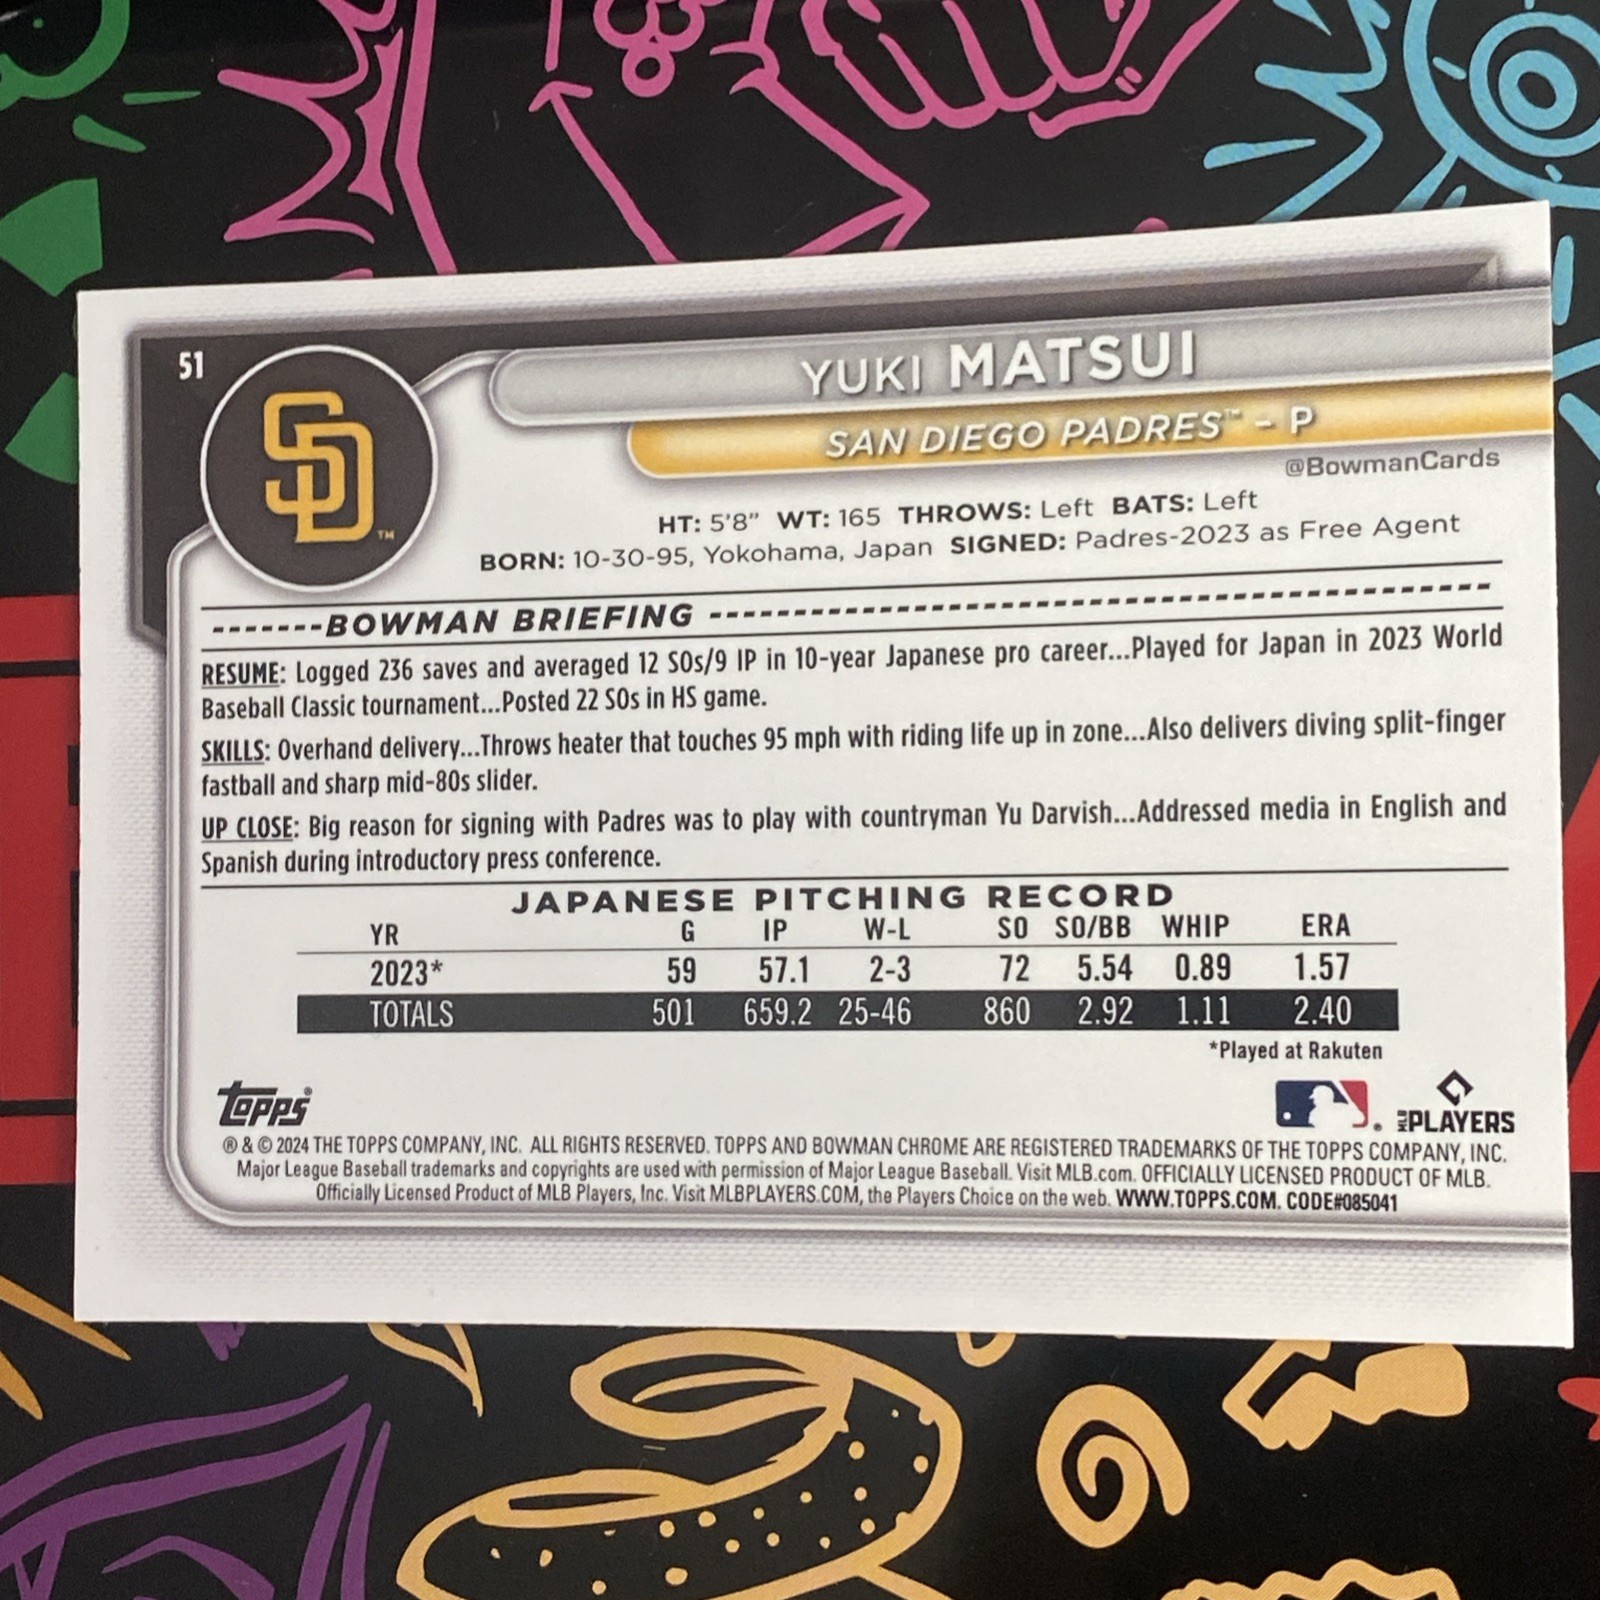 51
SD
TM
YUKI MATSUI
SAN DIEGO PADRES™ - P
@BowmanCards
HT: 5'8" WT: 165 THROWS: Left BATS: Left
BORN: 10-30-95, Yokohama, Japan SIGNED: Padres-2023 as Free Agent
BOWMAN BRIEFING
RESUME: Logged 236 saves and averaged 12 SOs/9 IP in 10-year Japanese pro career...Played for Japan in 2023 World
Baseball Classic tournament...Posted 22 SOs in HS game.
SKILLS: Overhand delivery...Throws heater that touches 95 mph with riding life up in zone...Also delivers diving split-finger
fastball and sharp mid-80s slider.
UP CLOSE: Big reason for signing with Padres was to play with countryman Yu Darvish...Addressed media in English and
Spanish during introductory press conference.
JAPANESE PITCHING RECORD
YR G IP W-L SO SO/BB WHIP ERA
2023* 59 57.1 2-3 72 5.54 0.89 1.57
TOTALS 501 659.2 25-46 860 2.92 1.11 2.40
*Played at Rakuten
Topps®
MLB PLAYERS
® & © 2024 THE TOPPS COMPANY, INC. ALL RIGHTS RESERVED. TOPPS AND BOWMAN CHROME ARE REGISTERED TRADEMARKS OF THE TOPPS COMPANY, INC.
Major League Baseball trademarks and copyrights are used with permission of Major League Baseball. Visit MLB.com. OFFICIALLY LICENSED PRODUCT OF MLB.
Officially Licensed Product of MLB Players, Inc. Visit MLBPLAYERS.COM, the Players Choice on the web. WWW.TOPPS.COM. CODE#085041